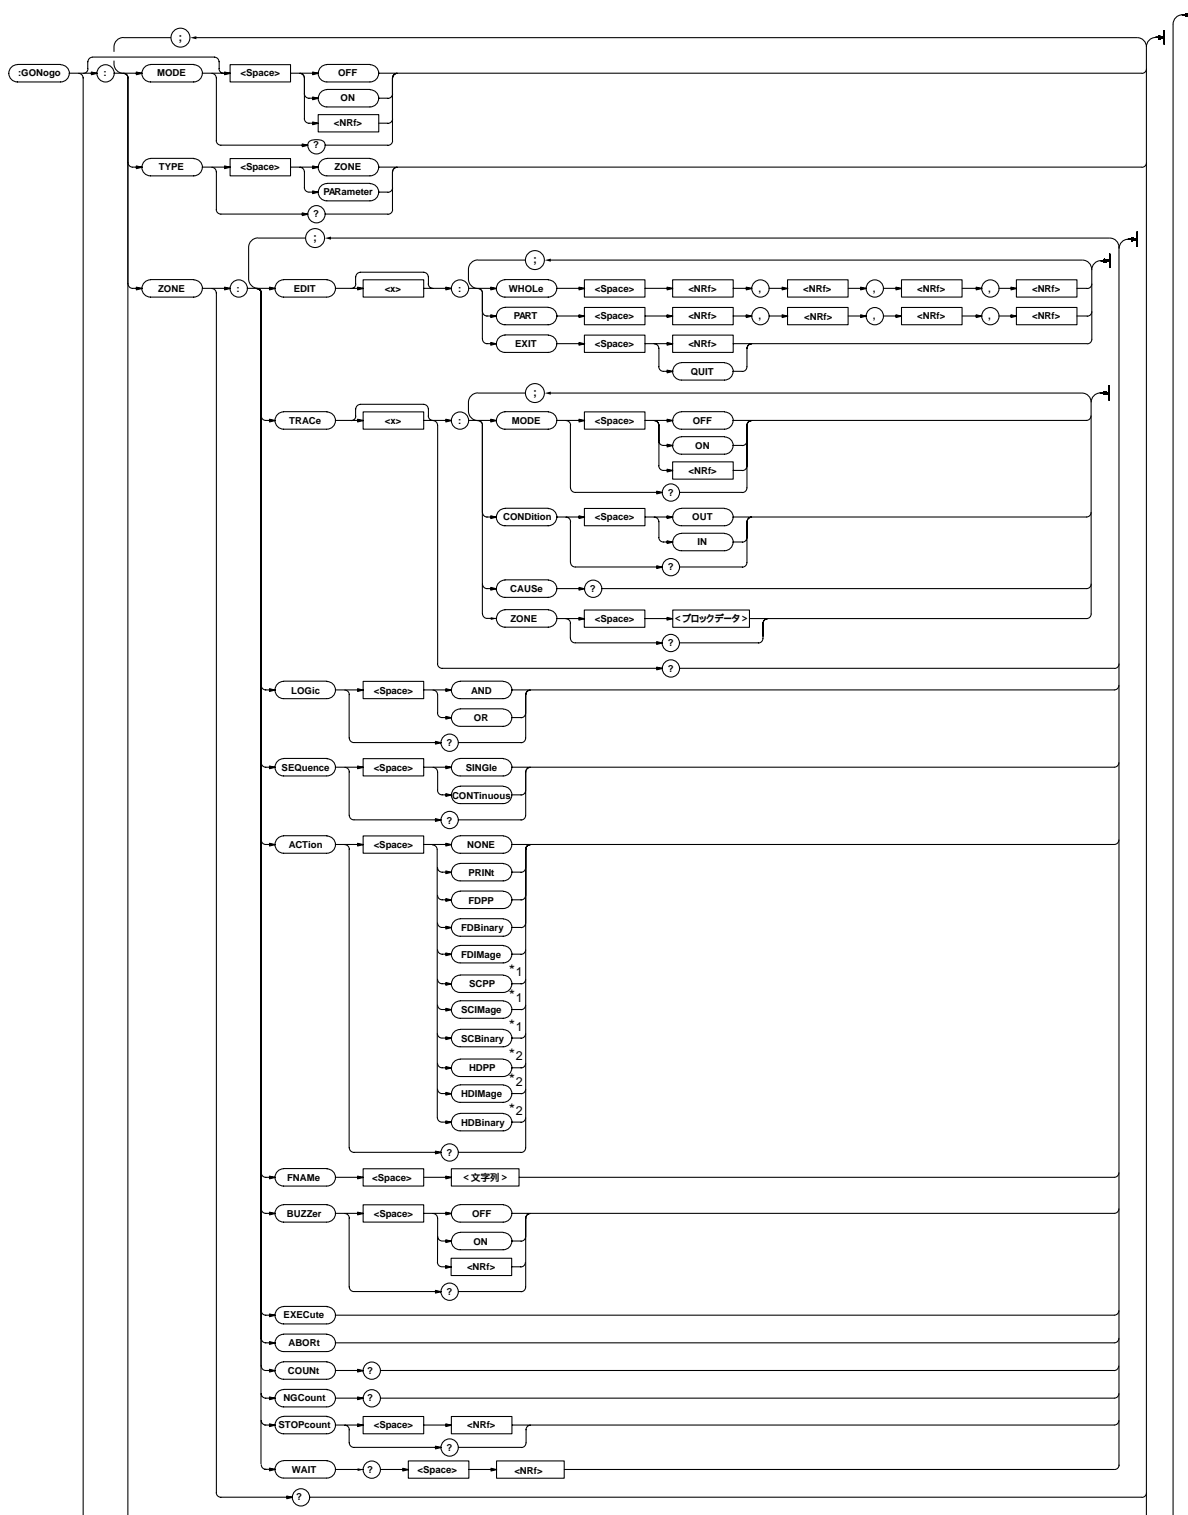 ;
:GONogo : MODE <Space> OFF
ON
<NRf>
?
TYPE <Space> ZONE
PARameter
?
;
;
ZONE : EDIT <x> : WHOLe <Space> <NRf> , <NRf> , <NRf> , <NRf>
PART <Space> <NRf> , <NRf> , <NRf> , <NRf>
EXIT <Space> <NRf>
QUIT
;
TRACe <x> : MODE <Space> OFF
ON
<NRf>
?
CONDition <Space> OUT
IN
?
CAUSe ?
ZONE <Space> <ブロックデータ>
?
?
LOGic <Space> AND
OR
?
SEQuence <Space> SINGle
CONTinuous
?
ACTion <Space> NONE
PRINt
FDPP
FDBinary
FDIMage
SCPP *1
SCIMage *1
SCBinary *1
HDPP *2
HDIMage *2
HDBinary *2
?
FNAMe <Space> <文字列>
BUZZer <Space> OFF
ON
<NRf>
?
EXECute
ABORt
COUNt ?
NGCount ?
STOPcount <Space> <NRf>
?
WAIT ? <Space> <NRf>
?